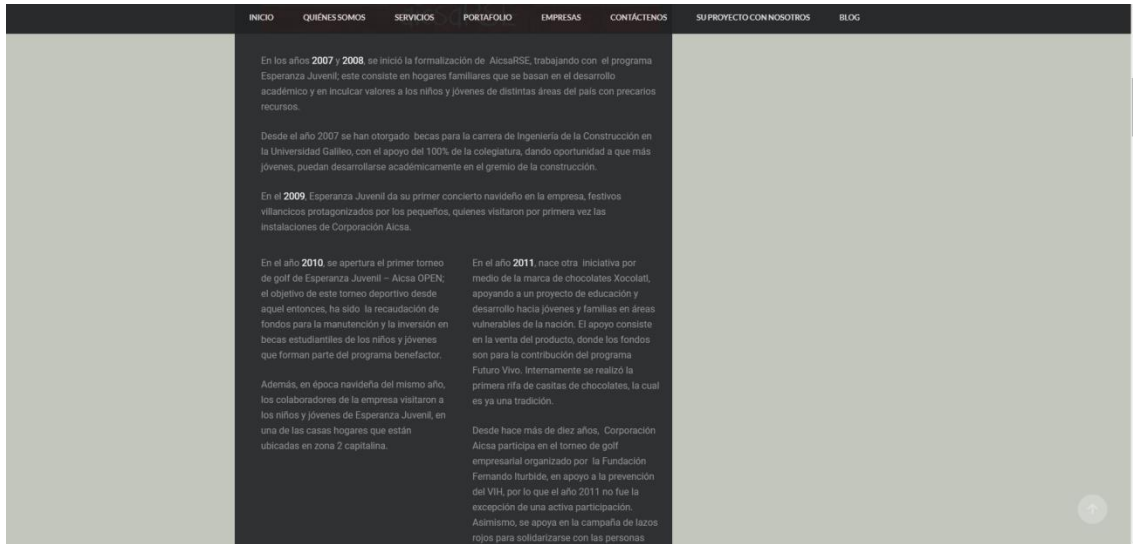 INICIO QUIÉNES SOMOS SERVICIOS PORTAFOLIO EMPRESAS CONTÁCTENOS SU PROYECTO CON NOSOTROS BLOG
En los años 2007 y 2008, se inició la formalización de AicsaRSE, trabajando con el programa
Esperanza Juvenil; este consiste en hogares familiares que se basan en el desarrollo
académico y en inculcar valores a los niños y jóvenes de distintas áreas del país con precarios
recursos.
Desde el año 2007 se han otorgado becas para la carrera de Ingeniería de la Construcción en
la Universidad Galileo, con el apoyo del 100% de la colegiatura, dando oportunidad a que más
jóvenes, puedan desarrollarse académicamente en el gremio de la construcción.
En el 2009, Esperanza Juvenil da su primer concierto navideño en la empresa, festivos
villancicos protagonizados por los pequeños, quienes visitaron por primera vez las
instalaciones de Corporación Aicsa.
En el año 2010, se apertura el primer torneo
de golf de Esperanza Juvenil – Aicsa OPEN;
el objetivo de este torneo deportivo desde
aquel entonces, ha sido la recaudación de
fondos para la manutención y la inversión en
becas estudiantiles de los niños y jóvenes
que forman parte del programa benefactor.
Además, en época navideña del mismo año,
los colaboradores de la empresa visitaron a
los niños y jóvenes de Esperanza Juvenil, en
una de las casas hogares que están
ubicadas en zona 2 capitalina.
En el año 2011, nace otra iniciativa por
medio de la marca de chocolates Xocolatl,
apoyando a un proyecto de educación y
desarrollo hacia jóvenes y familias en áreas
vulnerables de la nación. El apoyo consiste
en la venta del producto, donde los fondos
son para la contribución del programa
Futuro Vivo. Internamente se realizó la
primera rifa de casitas de chocolates, la cual
es ya una tradición.
Desde hace más de diez años, Corporación
Aicsa participa en el torneo de golf
empresarial organizado por la Fundación
Fernando Iturbide, en apoyo a la prevención
del VIH, por lo que el año 2011 no fue la
excepción de una activa participación.
Asimismo, se apoya en la campaña de lazos
rojos para solidarizarse con las personas